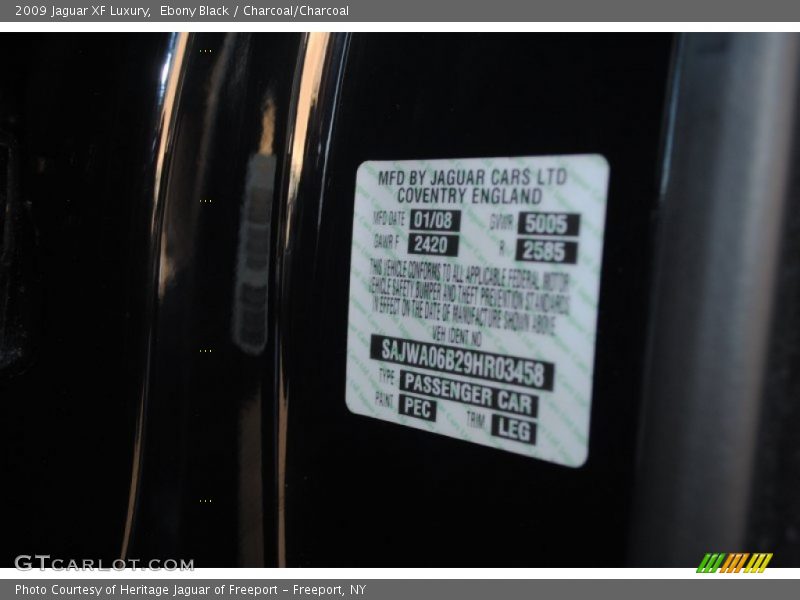 2009 Jaguar XF Luxury, Ebony Black / Charcoal/Charcoal
MFD BY JAGUAR CARS LTD
COVENTRY ENGLAND
MFD DATE 01/08 GVWR 5005
GAWR F 2420 R 2585
THIS VEHICLE CONFORMS TO ALL APPLICABLE FEDERAL MOTOR
VEHICLE SAFETY BUMPER AND THEFT PREVENTION STANDARDS
IN EFFECT ON THE DATE OF MANUFACTURE SHOWN ABOVE
VEH IDENT. NO
SAJWA06B29HR03458
TYPE PASSENGER CAR
PAINT PEC TRIM LEG
GTCARLOT.COM
Photo Courtesy of Heritage Jaguar of Freeport – Freeport, NY